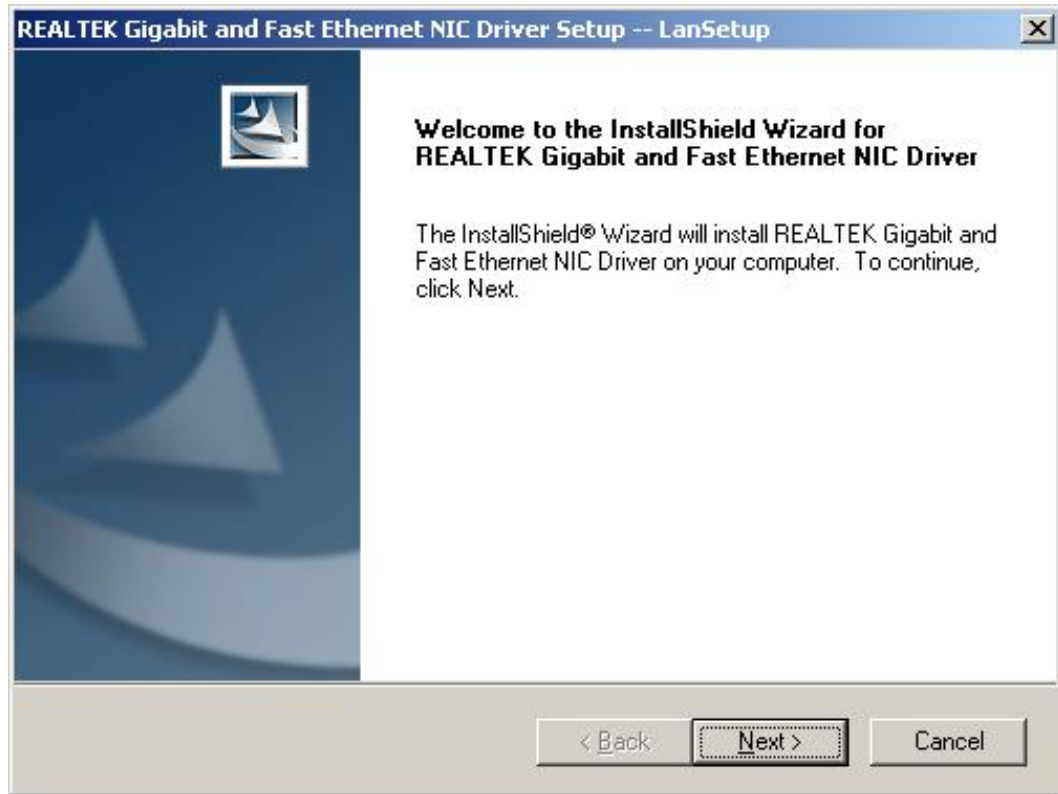 REALTEK Gigabit and Fast Ethernet NIC Driver Setup -- LanSetup
Welcome to the InstallShield Wizard for
REALTEK Gigabit and Fast Ethernet NIC Driver
The InstallShield® Wizard will install REALTEK Gigabit and
Fast Ethernet NIC Driver on your computer.  To continue,
click Next.
< Back
Next >
Cancel